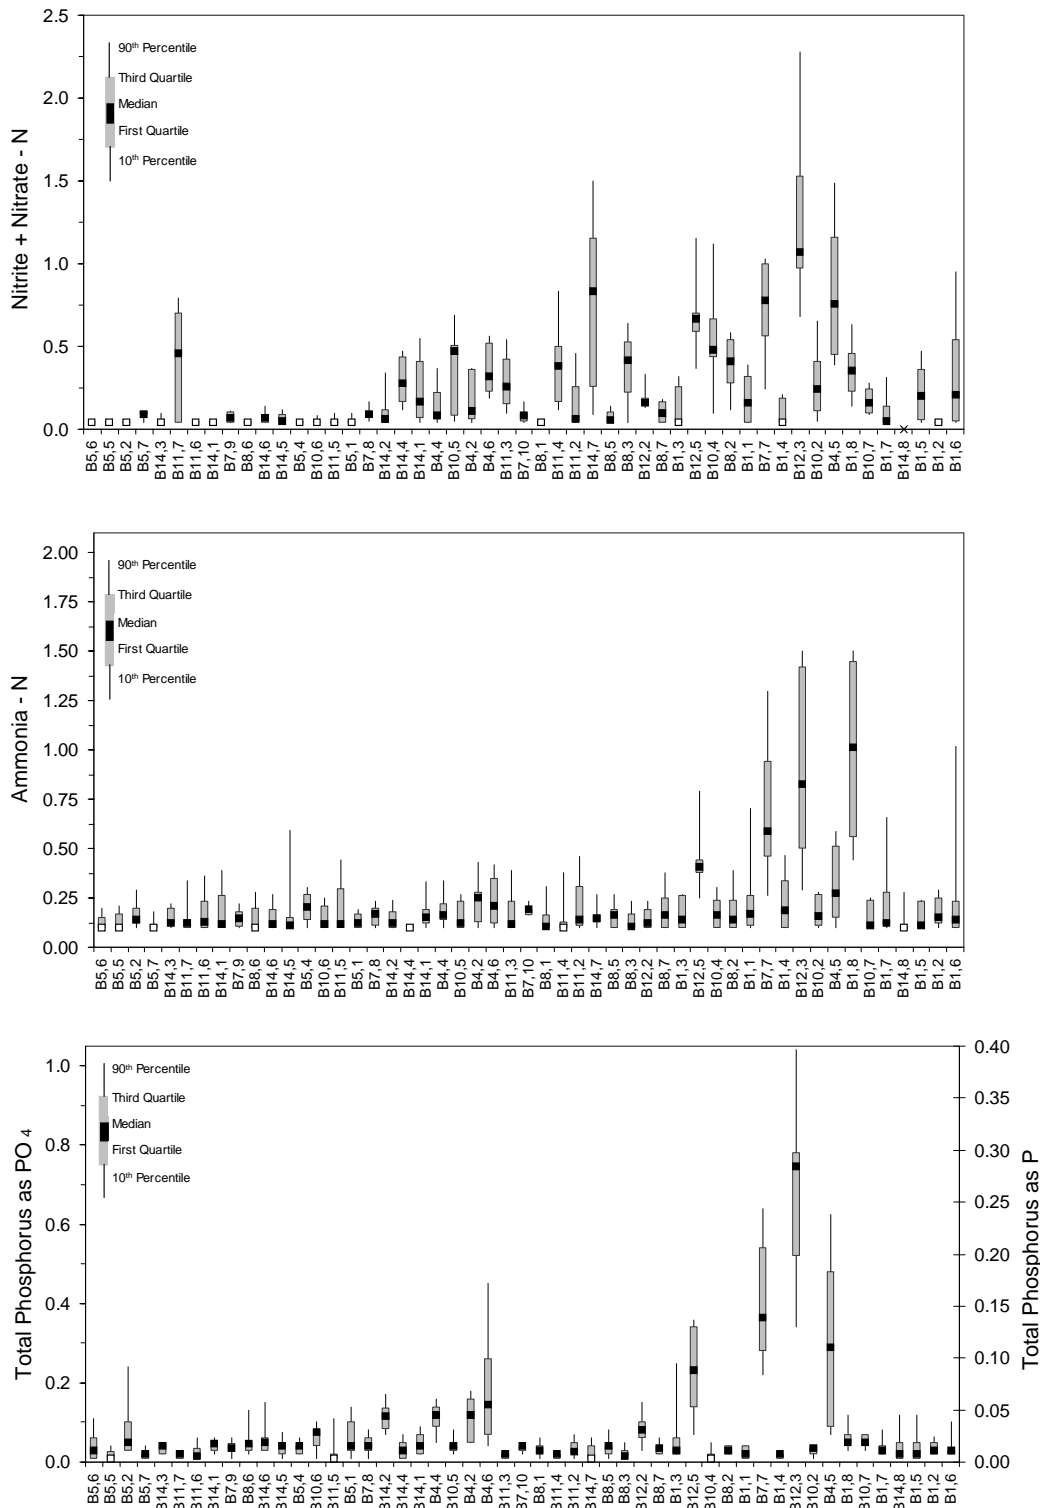 2.5
2.0
1.5
1.0
0.5
0.0
Nitrite + Nitrate - N
90th Percentile
Third Quartile
Median
First Quartile
10th Percentile
B5,6 B5,5 B5,2 B5,7 B14,3 B11,7 B11,6 B14,1 B7,9 B8,6 B14,6 B14,5 B5,4 B10,6 B11,5 B5,1 B7,8 B14,2 B14,4 B14,1 B4,4 B10,5 B4,2 B4,6 B11,3 B7,10 B8,1 B11,4 B11,2 B14,7 B8,5 B8,3 B12,2 B8,7 B1,3 B12,5 B10,4 B8,2 B1,1 B7,7 B1,4 B12,3 B10,2 B4,5 B1,8 B10,7 B1,7 B14,8 B1,5 B1,2 B1,6
2.00
1.75
1.50
1.25
1.00
0.75
0.50
0.25
0.00
Ammonia - N
90th Percentile
Third Quartile
Median
First Quartile
10th Percentile
B5,6 B5,5 B5,2 B5,7 B14,3 B11,7 B11,6 B14,1 B7,9 B8,6 B14,6 B14,5 B5,4 B10,6 B11,5 B5,1 B7,8 B14,2 B14,4 B14,1 B4,4 B10,5 B4,2 B4,6 B11,3 B7,10 B8,1 B11,4 B11,2 B14,7 B8,5 B8,3 B12,2 B8,7 B1,3 B12,5 B10,4 B8,2 B1,1 B7,7 B1,4 B12,3 B10,2 B4,5 B1,8 B10,7 B1,7 B14,8 B1,5 B1,2 B1,6
1.0
0.8
0.6
0.4
0.2
0.0
Total Phosphorus as PO4
90th Percentile
Third Quartile
Median
First Quartile
10th Percentile
0.40
0.35
0.30
0.25
0.20
0.15
0.10
0.05
0.00
Total Phosphorus as P
B5,6 B5,5 B5,2 B5,7 B14,3 B11,7 B11,6 B14,1 B7,9 B8,6 B14,6 B14,5 B5,4 B10,6 B11,5 B5,1 B7,8 B14,2 B14,4 B14,1 B4,4 B10,5 B4,2 B4,6 B11,3 B7,10 B8,1 B11,4 B11,2 B14,7 B8,5 B8,3 B12,2 B8,7 B1,3 B12,5 B10,4 B8,2 B1,1 B7,7 B1,4 B12,3 B10,2 B4,5 B1,8 B10,7 B1,7 B14,8 B1,5 B1,2 B1,6